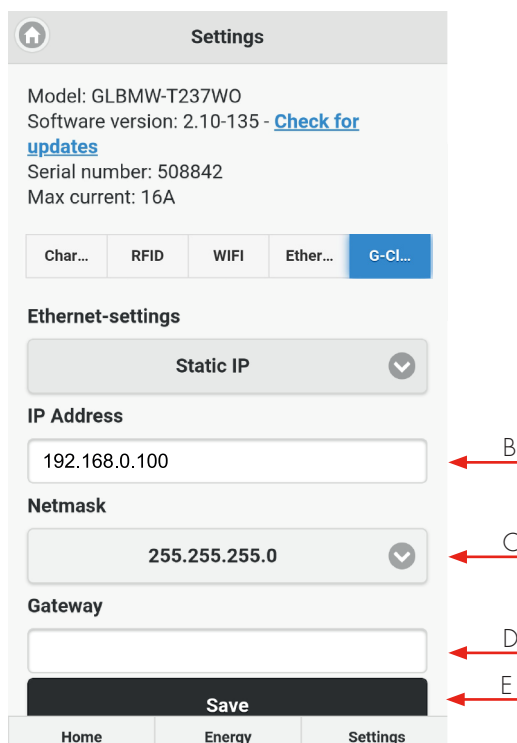 Settings
Model: GLBMW-T237WO
Software version: 2.10-135 - Check for
updates
Serial number: 508842
Max current: 16A
Char... RFID WIFI Ether... G-Cl...
Ethernet-settings
Static IP
IP Address
192.168.0.100
B
Netmask
255.255.255.0
C
Gateway
D
Save
E
Home Energy Settings